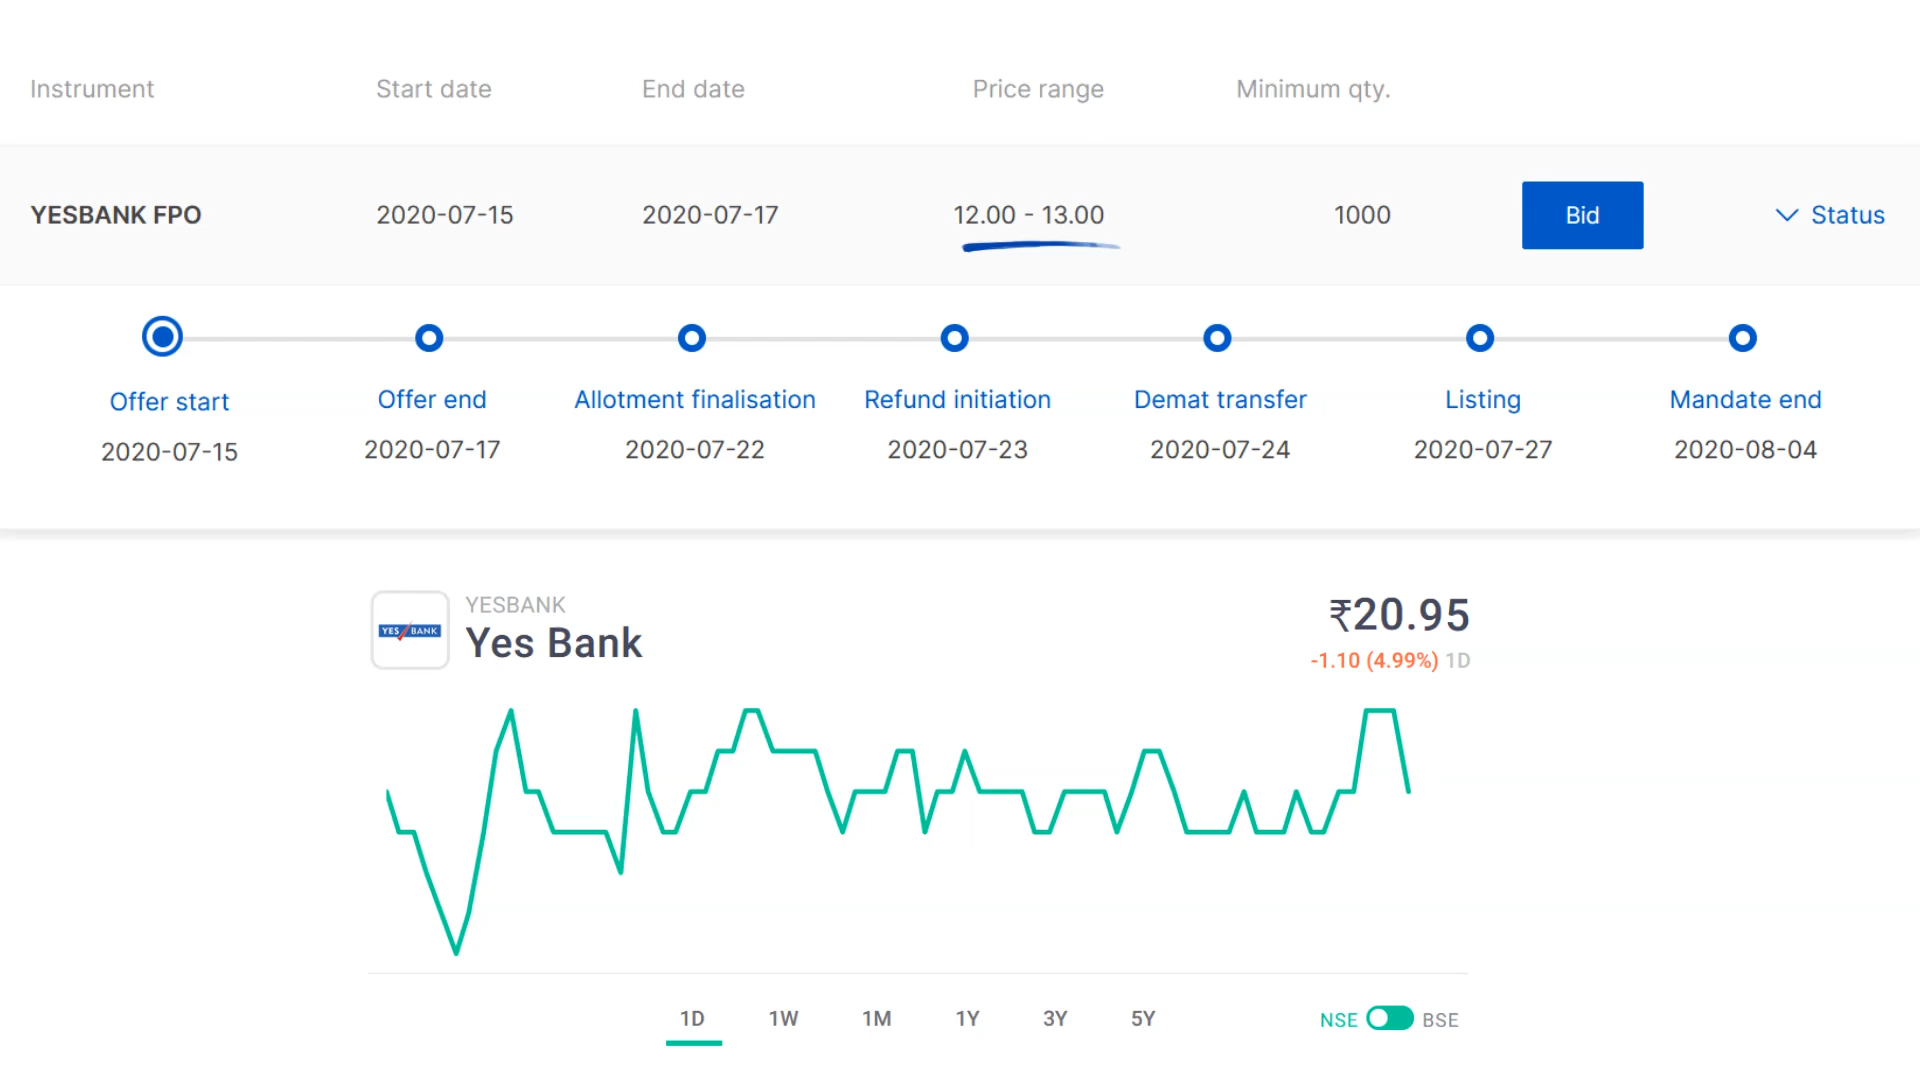 Instrument Start date End date Price range Minimum qty.
YESBANK FPO 2020-07-15 2020-07-17 12.00 - 13.00 1000 Bid Status
Offer start Offer end Allotment finalisation Refund initiation Demat transfer Listing Mandate end
2020-07-15 2020-07-17 2020-07-22 2020-07-23 2020-07-24 2020-07-27 2020-08-04
YES BANK
YESBANK
Yes Bank
₹20.95
-1.10 (4.99%) 1D
1D 1W 1M 1Y 3Y 5Y NSE BSE